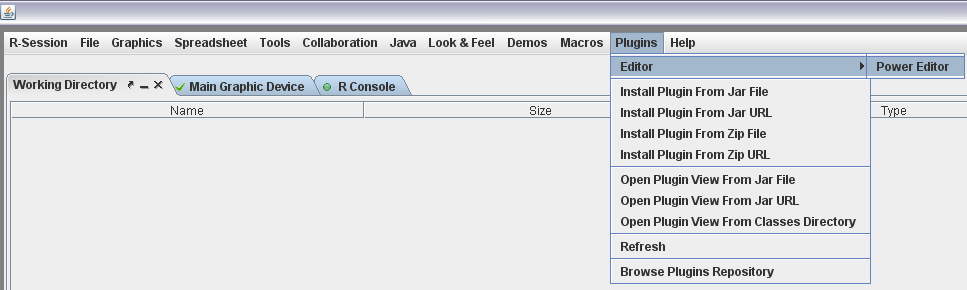 R-Session File Graphics Spreadsheet Tools Collaboration Java Look & Feel Demos Macros Plugins Help
Editor Power Editor
Working Directory Main Graphic Device R Console
Name Size Type
Install Plugin From Jar File
Install Plugin From Jar URL
Install Plugin From Zip File
Install Plugin From Zip URL
Open Plugin View From Jar File
Open Plugin View From Jar URL
Open Plugin View From Classes Directory
Refresh
Browse Plugins Repository